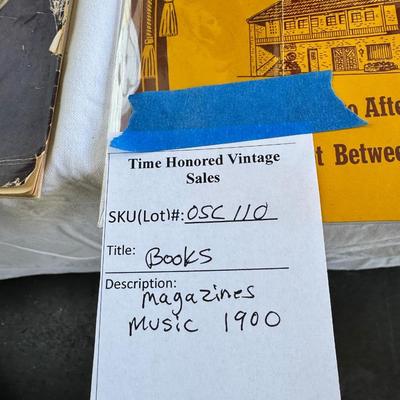 o Afte
t Betwee
Time Honored Vintage
Sales
SKU(Lot)#: OSC 110
Title: Books
Description:
magazines
Music 1900